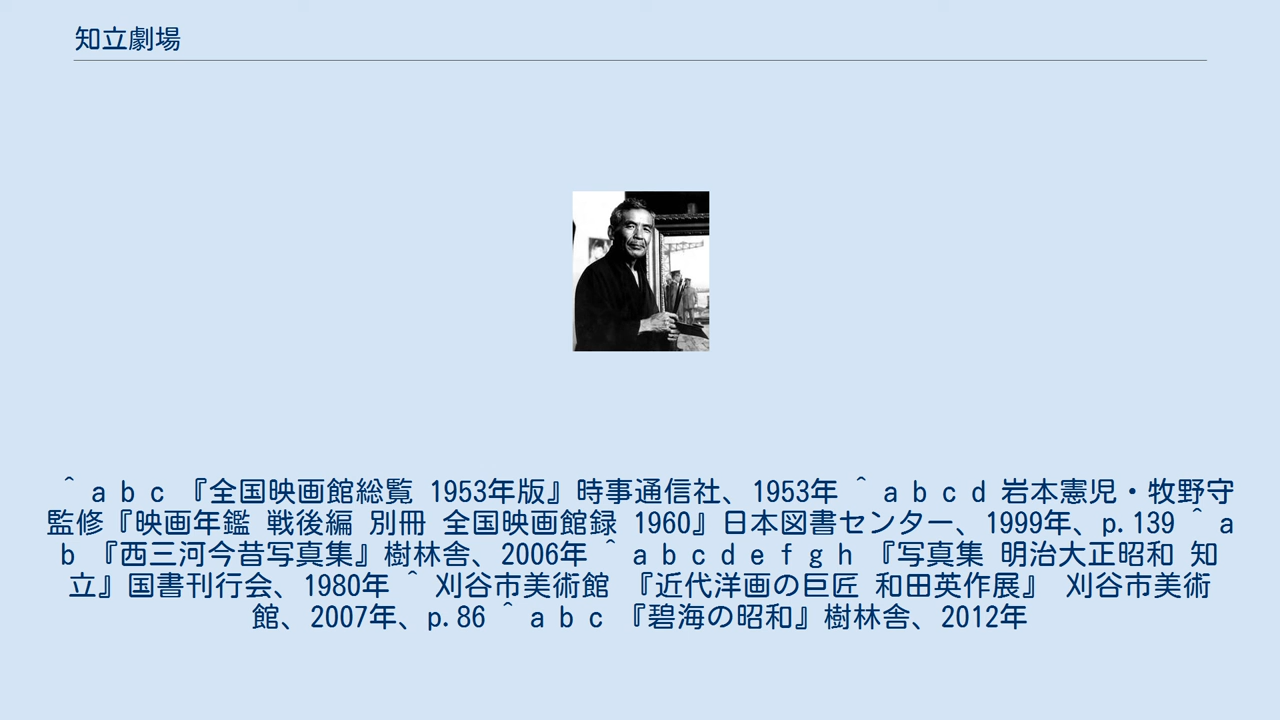 知立劇場
^ a b c 『全国映画館総覧 1953年版』時事通信社、1953年 ^ a b c d 岩本憲児・牧野守
監修『映画年鑑 戦後編 別冊 全国映画館録 1960』日本図書センター、1999年、p.139 ^ a
b 『西三河今昔写真集』樹林舎、2006年 ^ a b c d e f g h 『写真集 明治大正昭和 知
立』国書刊行会、1980年 ^ 刈谷市美術館 『近代洋画の巨匠 和田英作展』 刈谷市美術
館、2007年、p.86 ^ a b c 『碧海の昭和』樹林舎、2012年